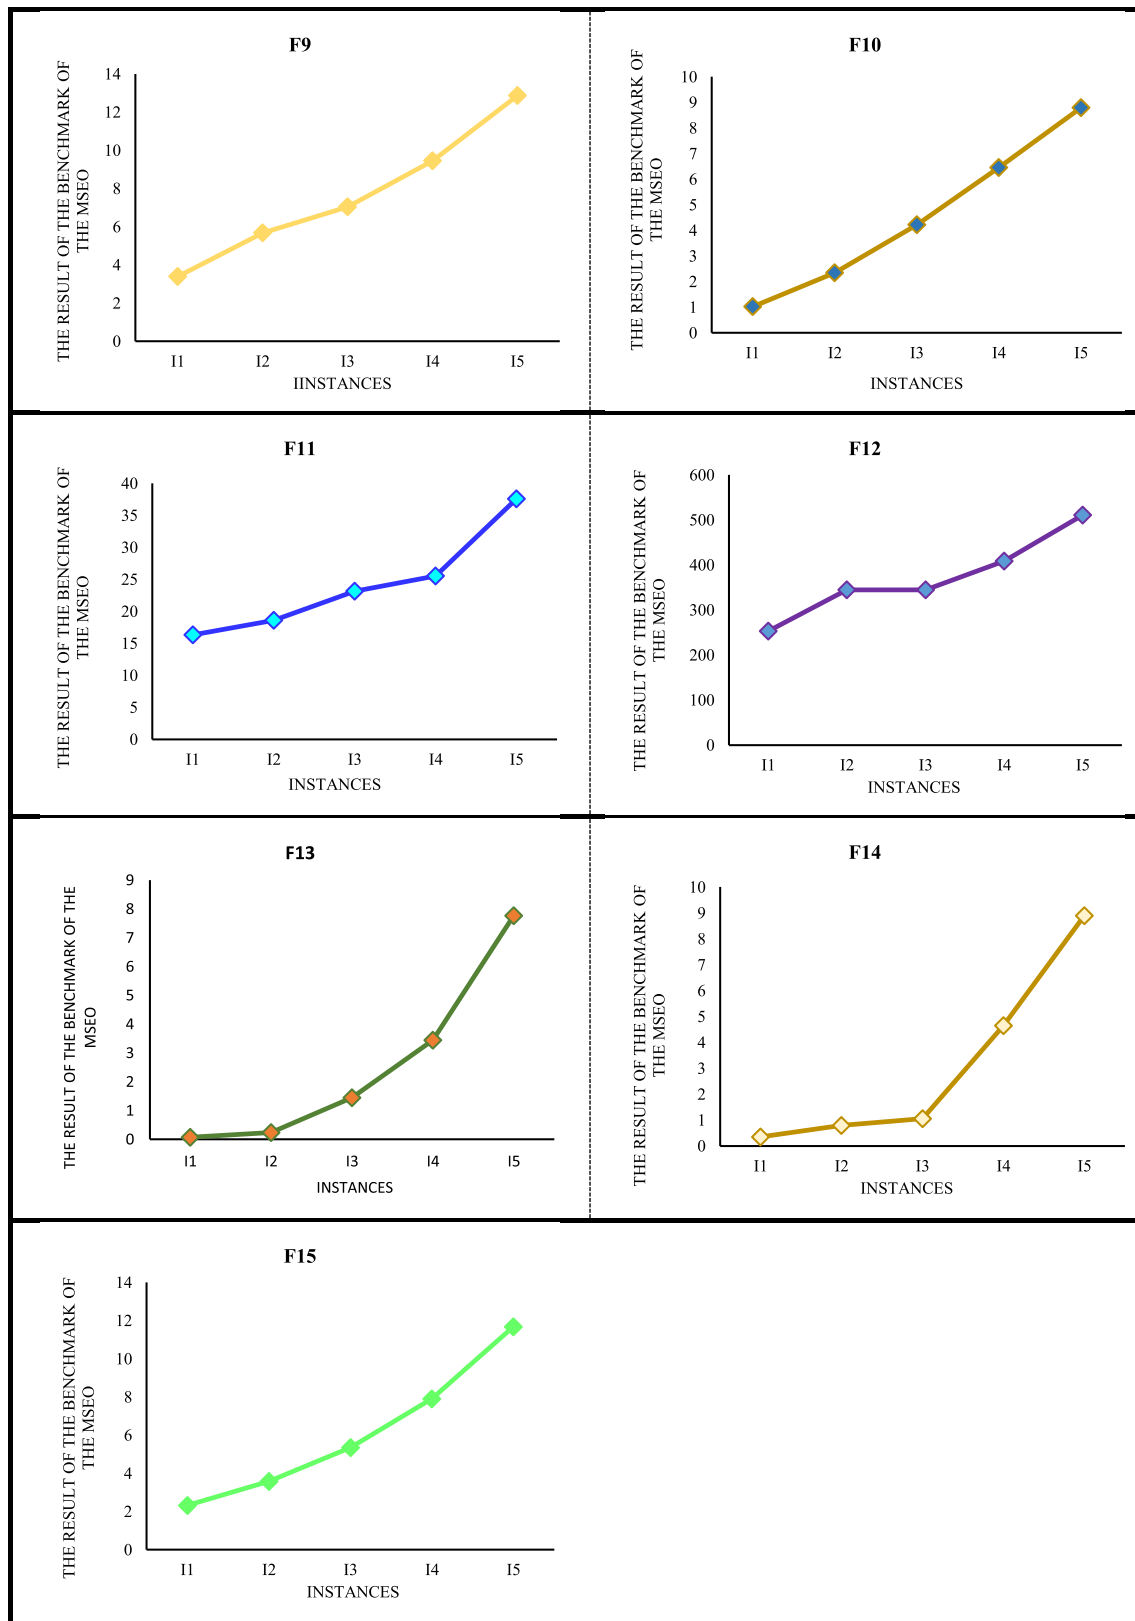 F9
THE RESULT OF THE BENCHMARK OF
THE MSEO
14
12
10
8
6
4
2
0
I1 I2 I3 I4 I5
IINSTANCES
F10
THE RESULT OF THE BENCHMARK OF
THE MSEO
10
9
8
7
6
5
4
3
2
1
0
I1 I2 I3 I4 I5
INSTANCES
F11
THE RESULT OF THE BENCHMARK OF
THE MSEO
40
35
30
25
20
15
10
5
0
I1 I2 I3 I4 I5
INSTANCES
F12
THE RESULT OF THE BENCHMARK OF
THE MSEO
600
500
400
300
200
100
0
I1 I2 I3 I4 I5
INSTANCES
F13
THE RESULT OF THE BENCHMARK OF THE
MSEO
9
8
7
6
5
4
3
2
1
0
I1 I2 I3 I4 I5
INSTANCES
F14
THE RESULT OF THE BENCHMARK OF
THE MSEO
10
9
8
7
6
5
4
3
2
1
0
I1 I2 I3 I4 I5
INSTANCES
F15
THE RESULT OF THE BENCHMARK OF
THE MSEO
14
12
10
8
6
4
2
0
I1 I2 I3 I4 I5
INSTANCES